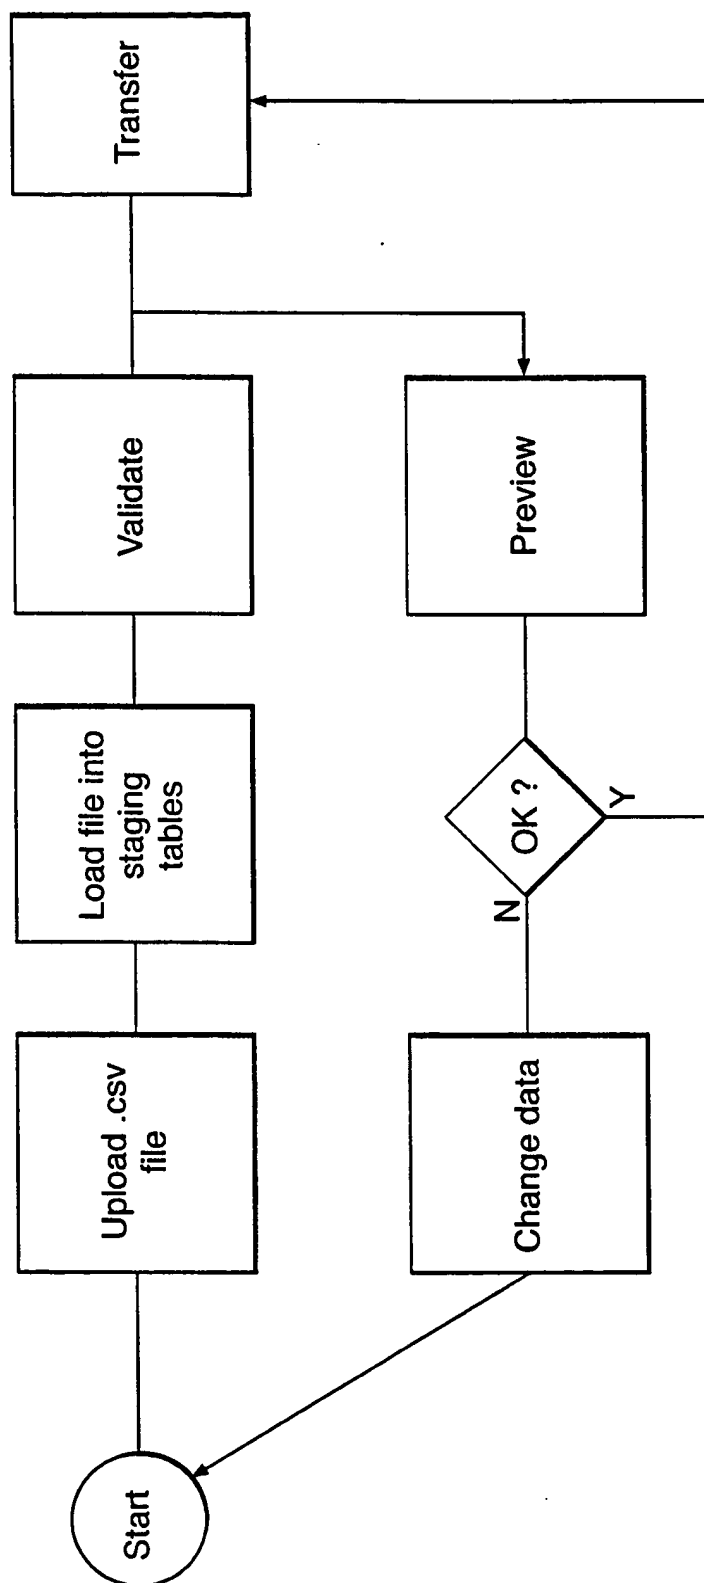 Start
Upload .csv
file
Load file into
staging
tables
Validate
Transfer
Change data
N
OK ?
Y
Preview